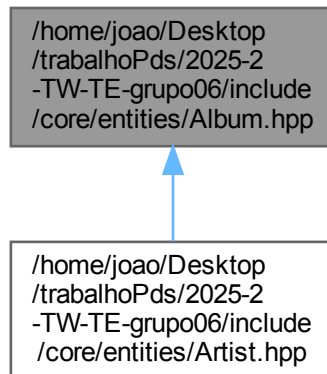 /home/joao/Desktop
/trabalhoPds/2025-2
-TW-TE-grupo06/include
/core/entities/Album.hpp
/home/joao/Desktop
/trabalhoPds/2025-2
-TW-TE-grupo06/include
/core/entities/Artist.hpp